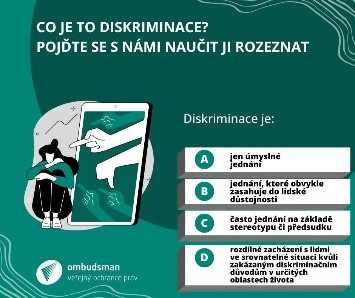 CO JE TO DISKRIMINACE?
POJĎTE SE S NÁMI NAUČIT JI ROZEZNAT
Diskriminace je:
A
jen úmyslné
jednání
B
jednání, které obvykle
zasahuje do lidské
důstojnosti
C
často jednání na základě
stereotypu či předsudku
D
rozdílné zacházení s lidmi
ve srovnatelné situaci kvůli
zakázaným diskriminačním
důvodům v určitých
oblastech života
ombudsman
veřejný ochránce práv